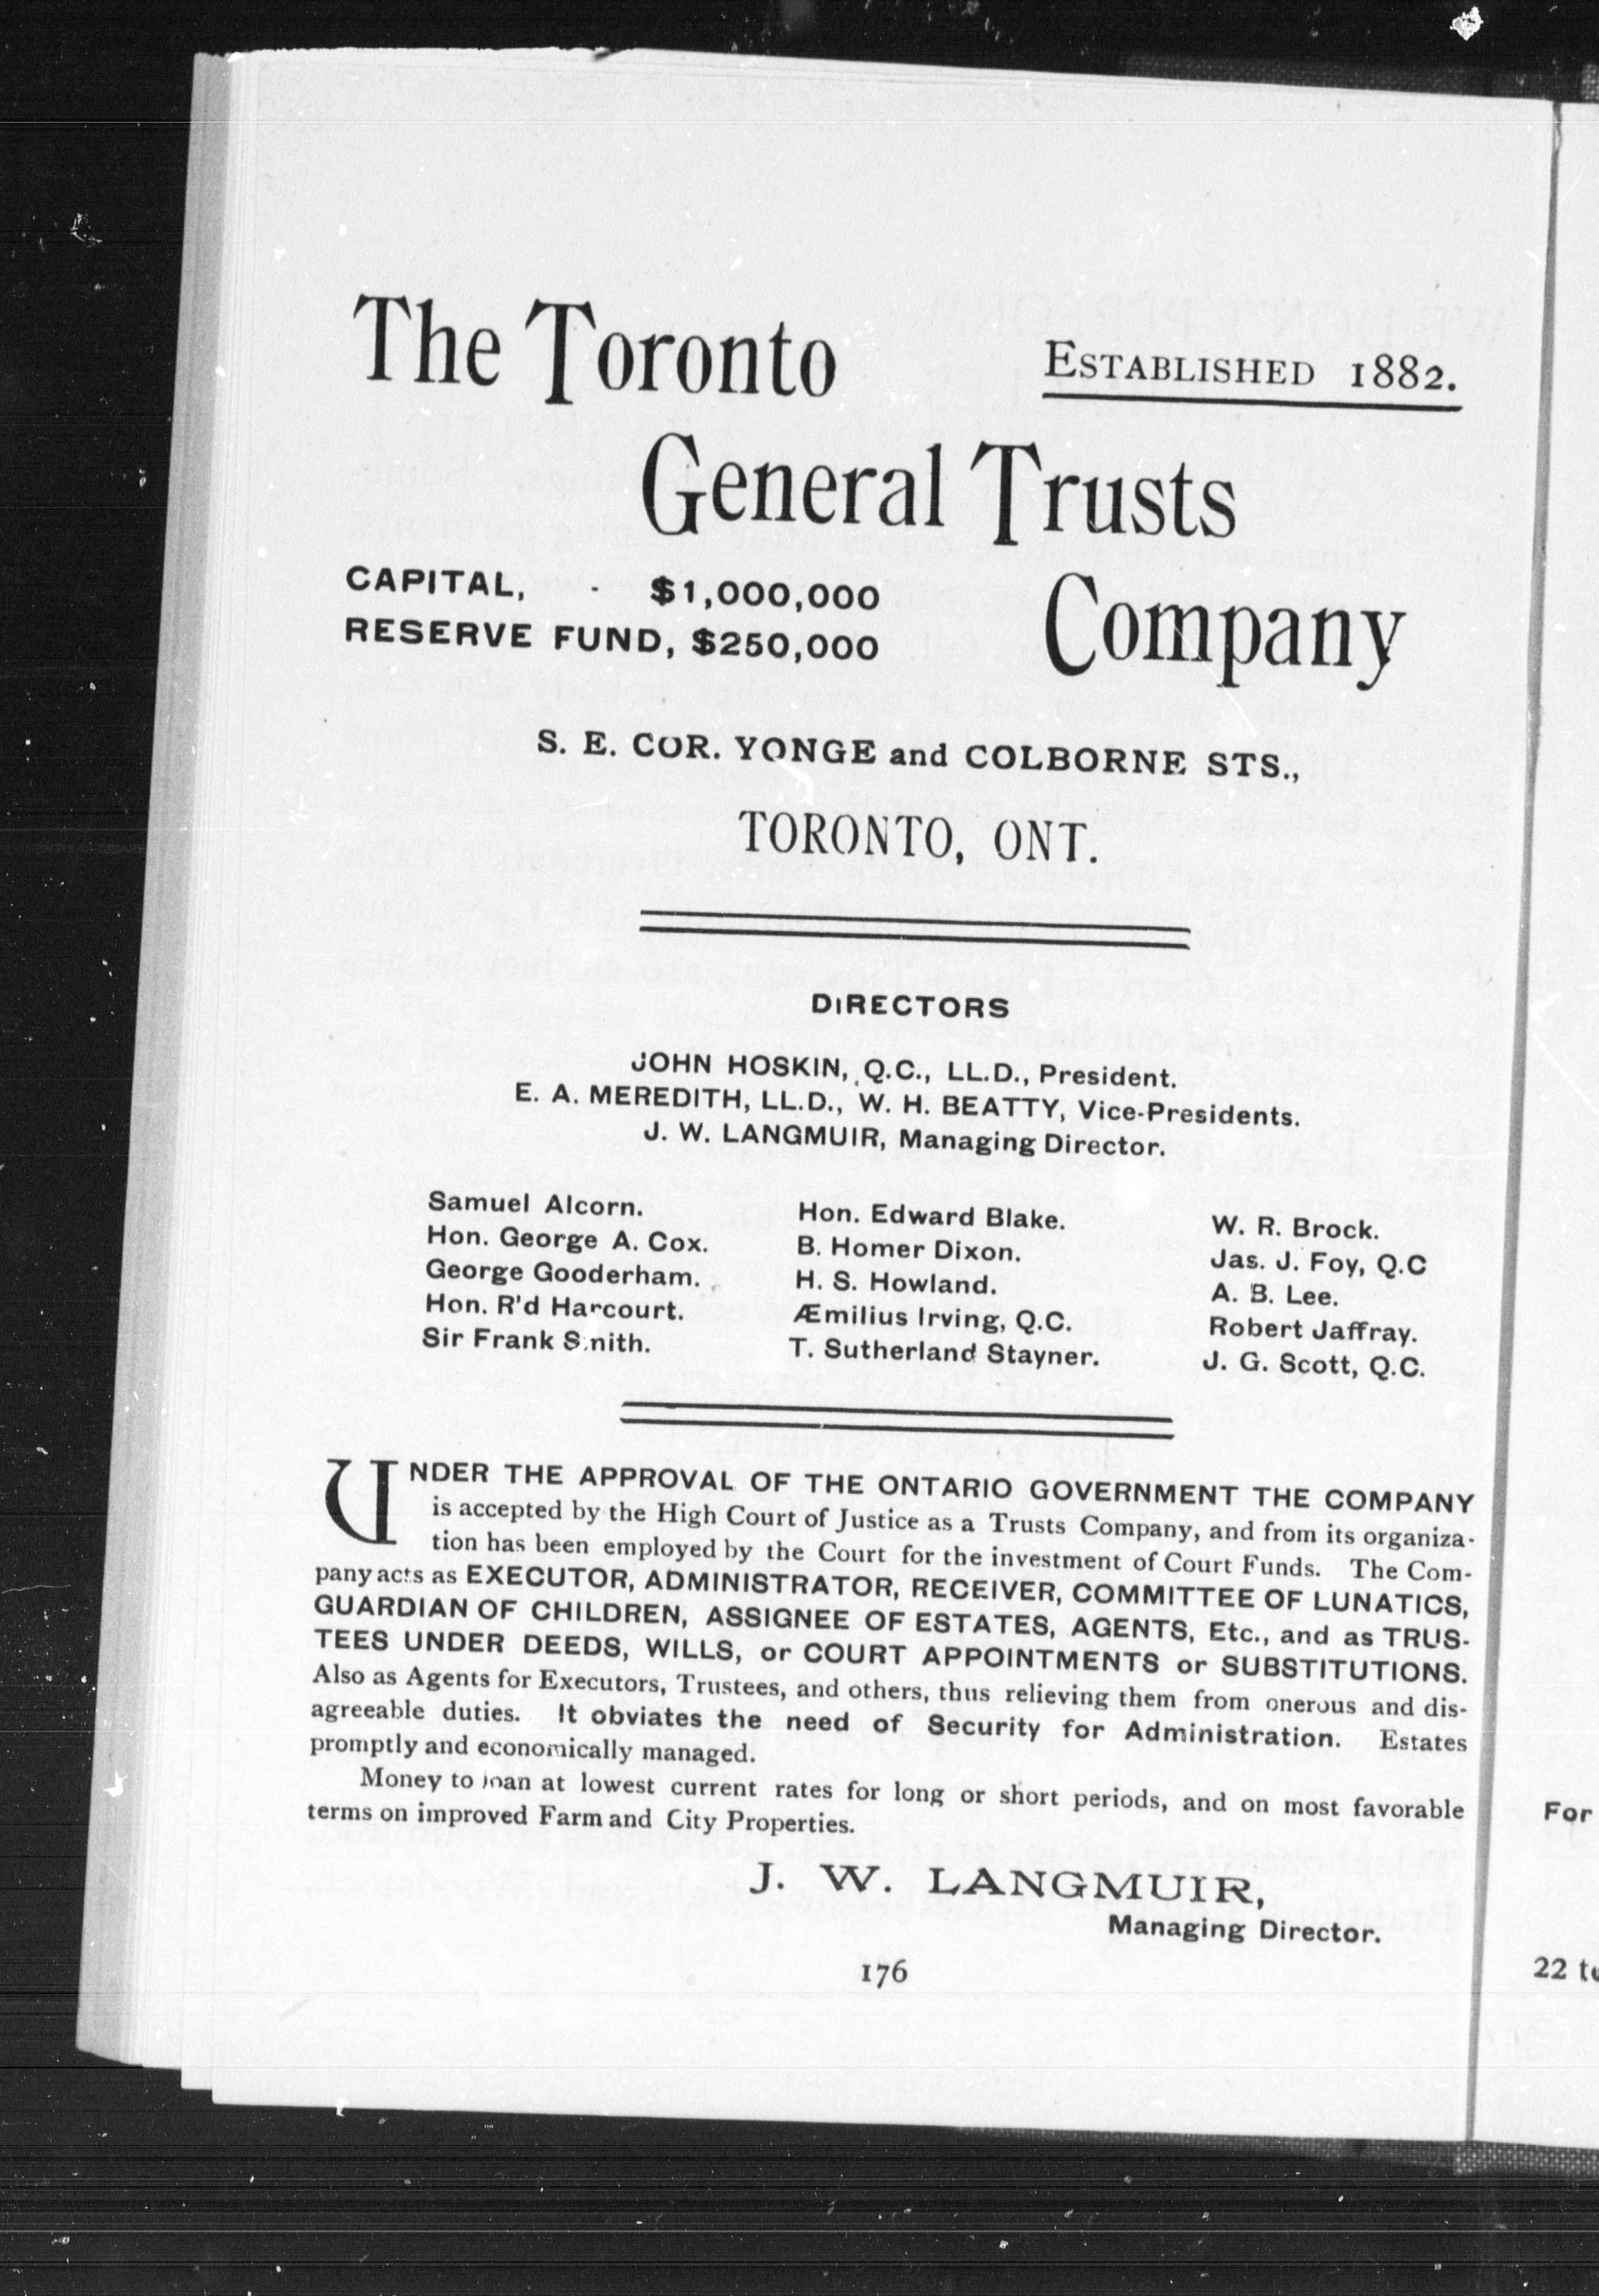 The Toronto
ESTABLISHED 1882.
General Trusts
Company
CAPITAL, - $1,000,000
RESERVE FUND, $250,000
S. E. COR. YONGE and COLBORNE STS.,
TORONTO, ONT.
DIRECTORS
JOHN HOSKIN, Q.C., LL.D., President.
E. A. MEREDITH, LL.D., W. H. BEATTY, Vice-Presidents.
J. W. LANGMUIR, Managing Director.
Samuel Alcorn. Hon. Edward Blake. W. R. Brock.
Hon. George A. Cox. B. Homer Dixon. Jas. J. Foy, Q.C
George Gooderham. H. S. Howland. A. B. Lee.
Hon. R'd Harcourt. Æmilius Irving, Q.C. Robert Jaffray.
Sir Frank Smith. T. Sutherland Stayner. J. G. Scott, Q.C.
UNDER THE APPROVAL OF THE ONTARIO GOVERNMENT THE COMPANY
is accepted by the High Court of Justice as a Trusts Company, and from its organiza-
tion has been employed by the Court for the investment of Court Funds. The Com-
pany acts as EXECUTOR, ADMINISTRATOR, RECEIVER, COMMITTEE OF LUNATICS,
GUARDIAN OF CHILDREN, ASSIGNEE OF ESTATES, AGENTS, Etc., and as TRUS-
TEES UNDER DEEDS, WILLS, or COURT APPOINTMENTS or SUBSTITUTIONS.
Also as Agents for Executors, Trustees, and others, thus relieving them from onerous and dis-
agreeable duties. It obviates the need of Security for Administration. Estates
promptly and economically managed.
Money to loan at lowest current rates for long or short periods, and on most favorable
terms on improved Farm and City Properties.
J. W. LANGMUIR,
Managing Director.
176
For
22